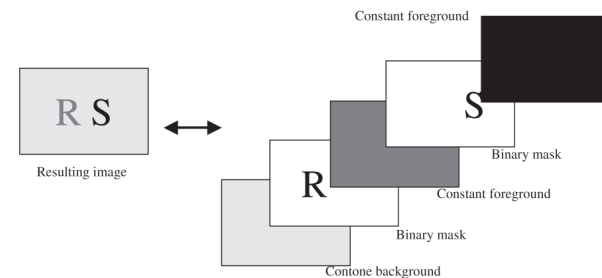 Constant foreground
R S
S
Resulting image
Binary mask
R
Constant foreground
Binary mask
Contone background